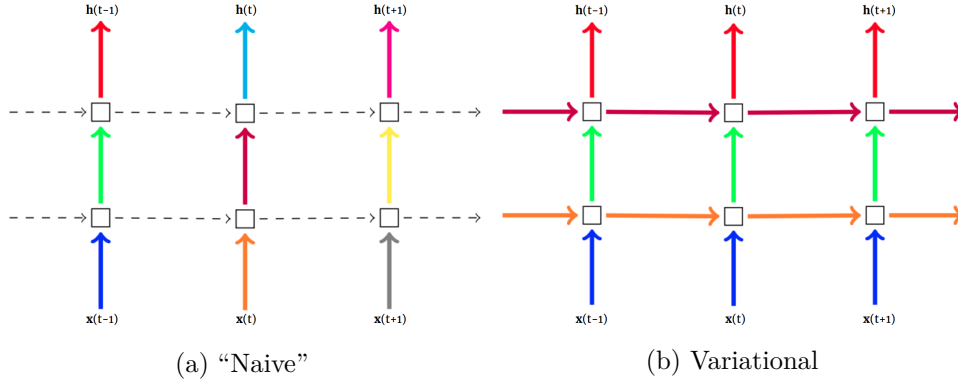 h(t−1) h(t) h(t+1) h(t−1) h(t) h(t+1)
x(t−1) x(t) x(t+1) x(t−1) x(t) x(t+1)
(a) “Naive” (b) Variational